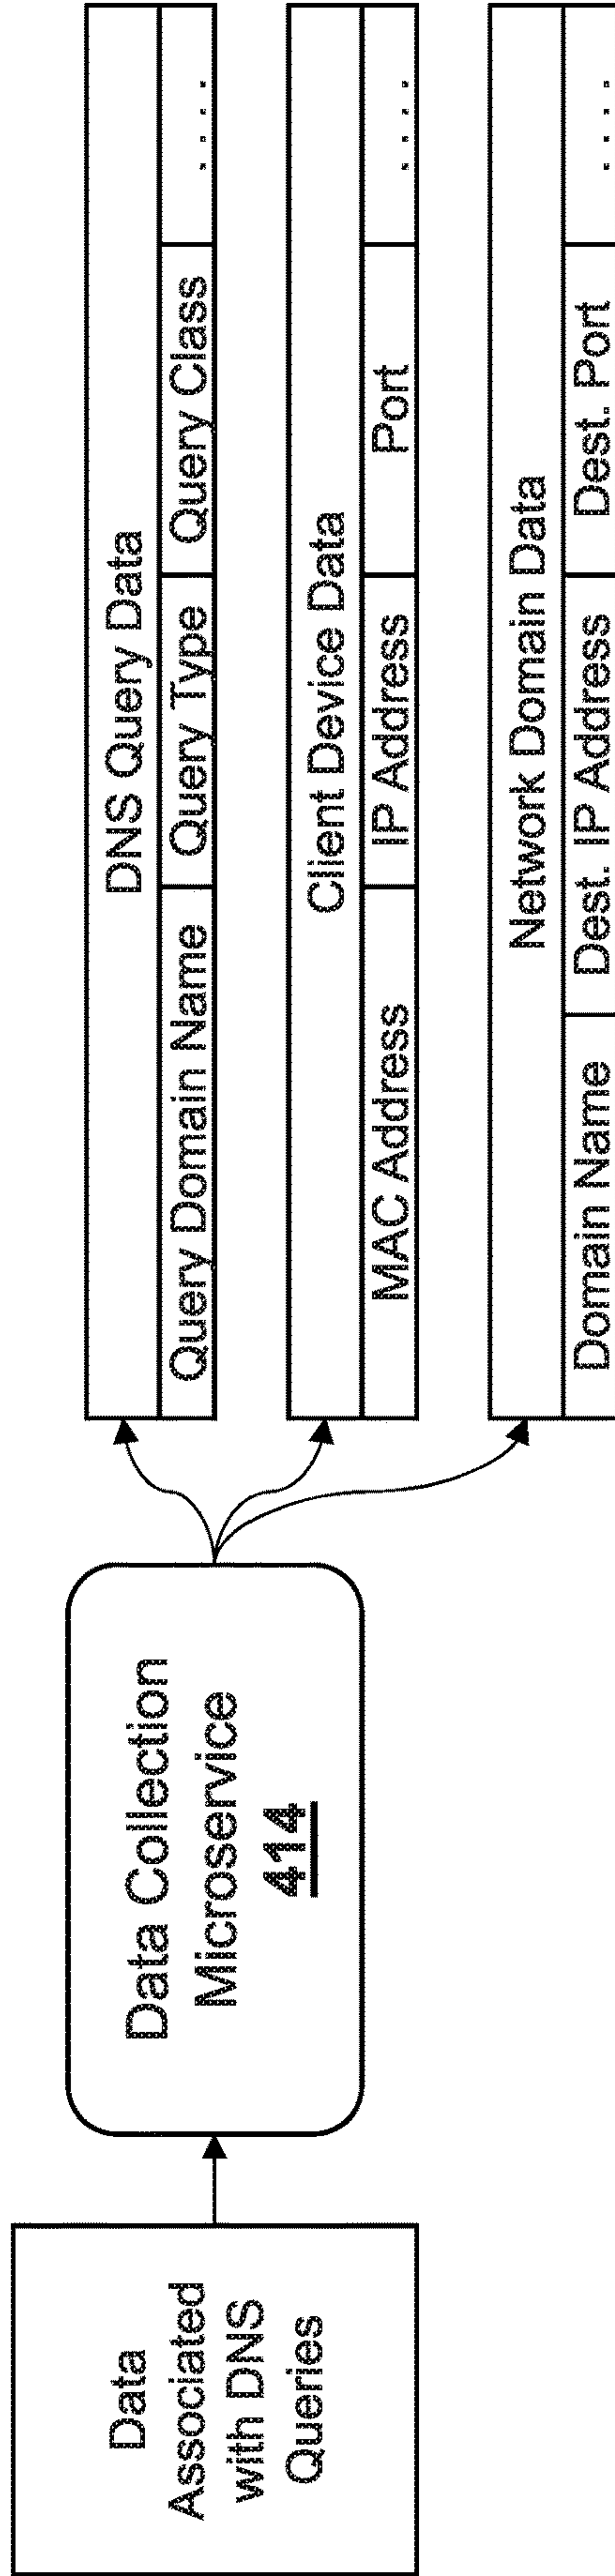 Data
Associated
with DNS
Queries
Data Collection
Microservice
414
DNS Query Data
Query Domain Name
Query Type
Query Class
. . . .
Client Device Data
MAC Address
IP Address
Port
. . . .
Network Domain Data
Domain Name
Dest. IP Address
Dest. Port
. . . .